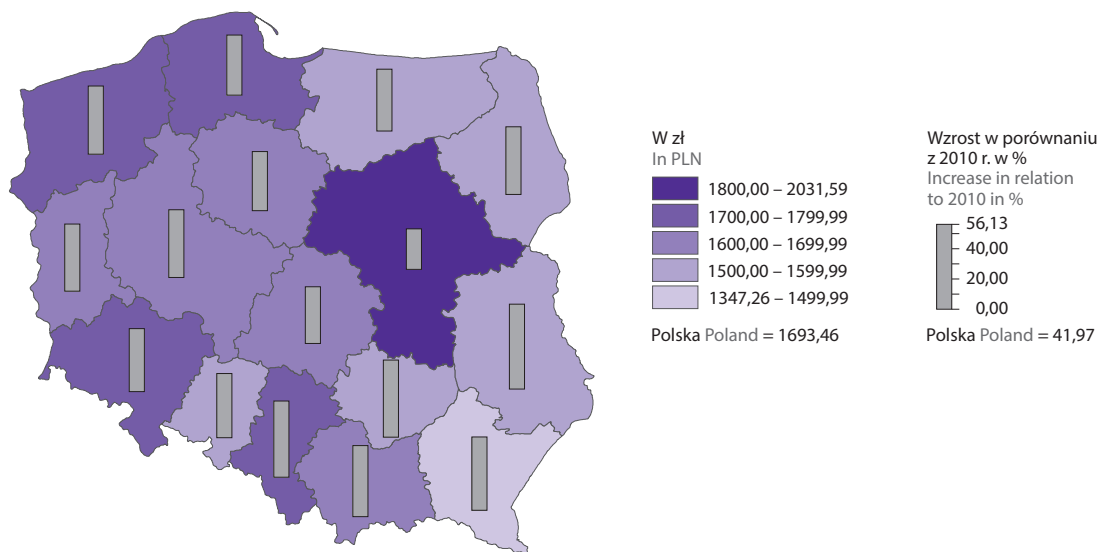 W zł
In PLN
1800,00 – 2031,59
1700,00 – 1799,99
1600,00 – 1699,99
1500,00 – 1599,99
1347,26 – 1499,99
Polska Poland = 1693,46
Wzrost w porównaniu
z 2010 r. w %
Increase in relation
to 2010 in %
56,13
40,00
20,00
0,00
Polska Poland = 41,97